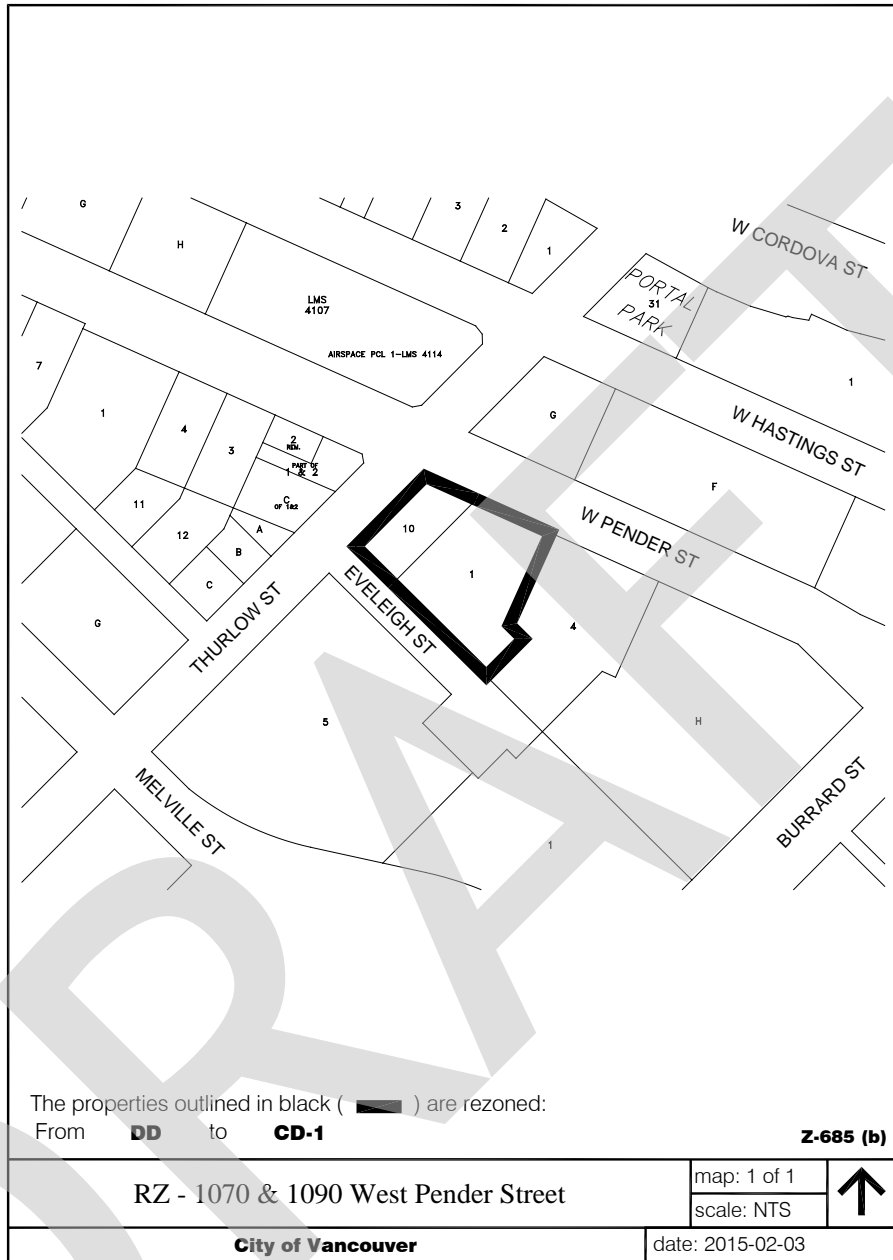 G
3
2
1
H
W CORDOVA ST
PORTAL
31
PARK
LMS
4107
AIRSPACE PCL 1-LMS 4114
7
1
1
4
3
2
REM.
PART OF
1 & 2
C
OF 1&2
G
W HASTINGS ST
F
11
12
A
B
C
10
W PENDER ST
1
EVELEIGH ST
THURLOW ST
G
4
5
H
MELVILLE ST
BURRARD ST
1
DRAFT
The properties outlined in black ( ) are rezoned:
From DD to CD-1
Z-685 (b)
RZ - 1070 & 1090 West Pender Street
map: 1 of 1
scale: NTS
City of Vancouver
date: 2015-02-03